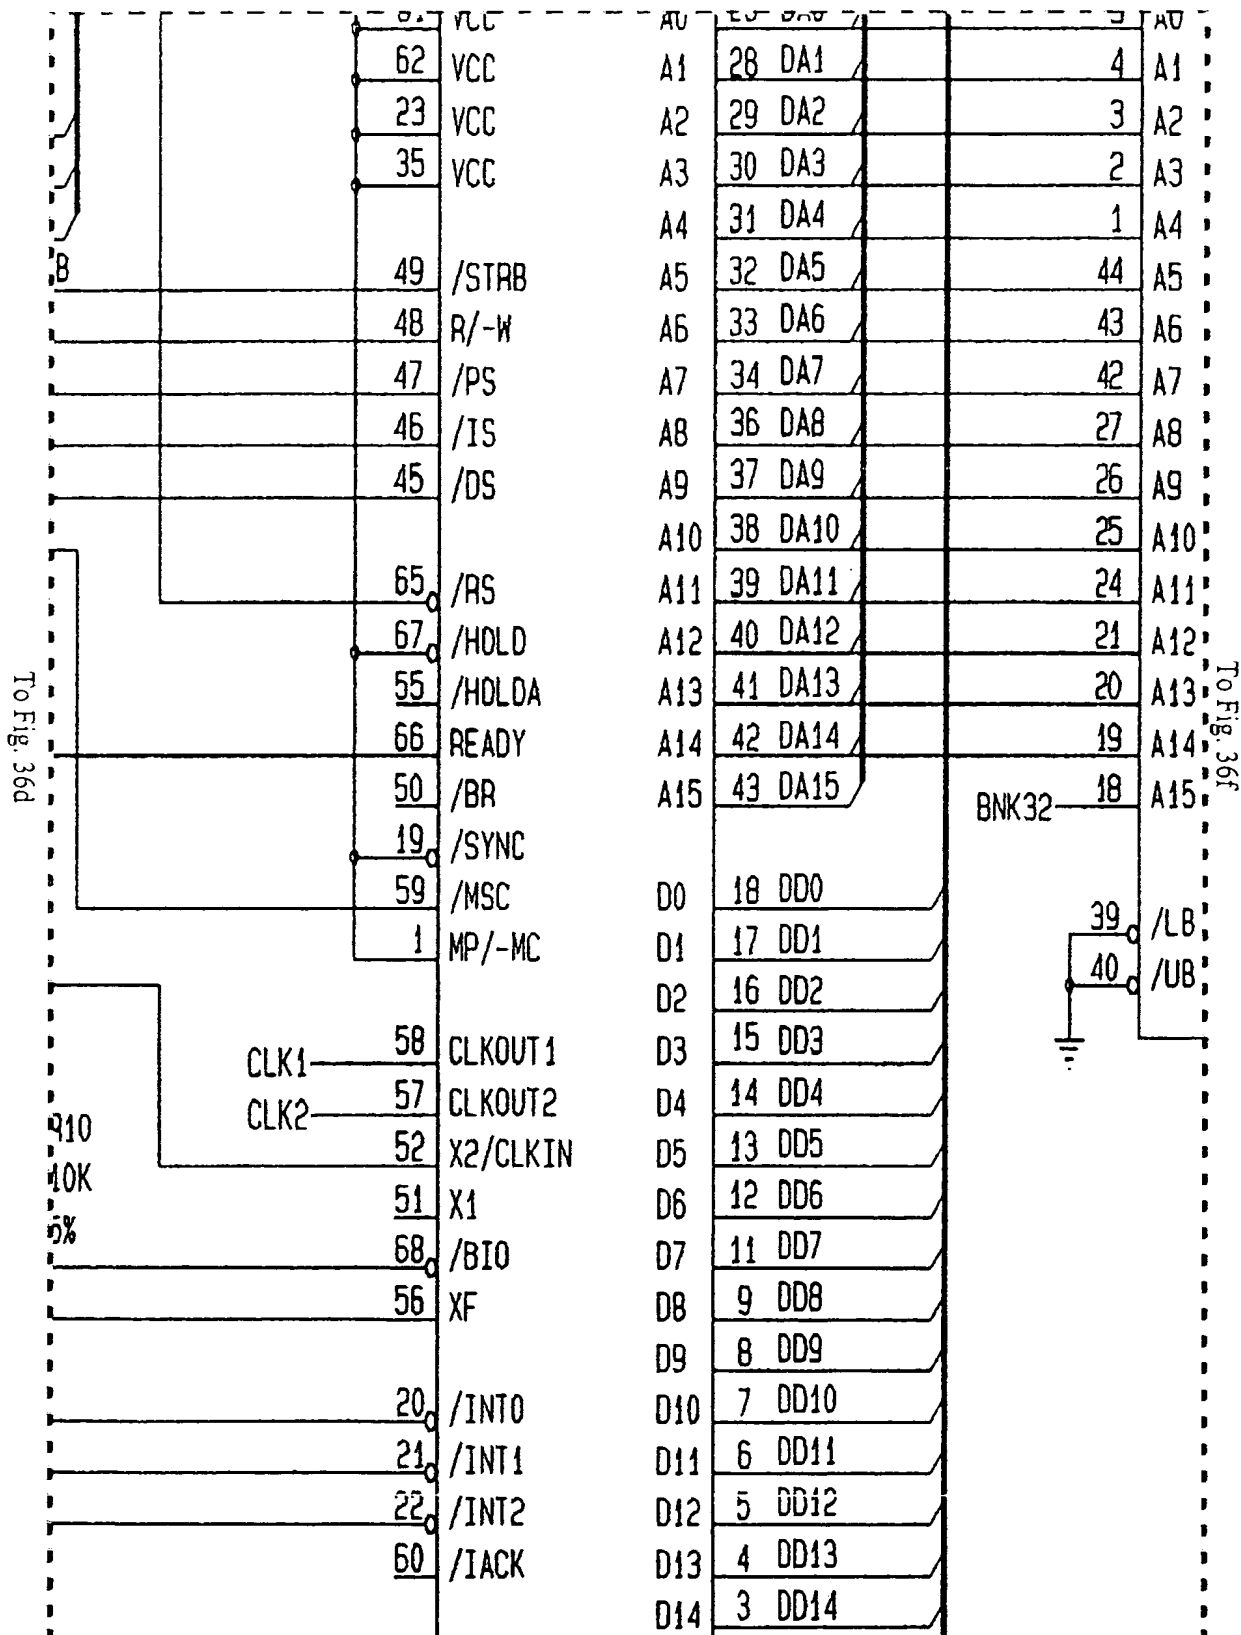 61 VCC A0 DA0 A0
62 VCC A1 28 DA1 4 A1
23 VCC A2 29 DA2 3 A2
35 VCC A3 30 DA3 2 A3
A4 31 DA4 1 A4
B 49 /STRB A5 32 DA5 44 A5
48 R/-W A6 33 DA6 43 A6
47 /PS A7 34 DA7 42 A7
46 /IS A8 36 DA8 27 A8
45 /DS A9 37 DA9 26 A9
A10 38 DA10 25 A10
65 /RS A11 39 DA11 24 A11
67 /HOLD A12 40 DA12 21 A12
55 /HOLDA A13 41 DA13 20 A13
66 READY A14 42 DA14 19 A14
50 /BR A15 43 DA15 BNK32 18 A15
19 /SYNC
59 /MSC D0 18 DD0 39 /LB
1 MP/-MC D1 17 DD1 40 /UB
D2 16 DD2
CLK1 58 CLKOUT1 D3 15 DD3
CLK2 57 CLKOUT2 D4 14 DD4
R10
10K
5%
52 X2/CLKIN D5 13 DD5
51 X1 D6 12 DD6
68 /BIO D7 11 DD7
56 XF D8 9 DD8
D9 8 DD9
20 /INT0 D10 7 DD10
21 /INT1 D11 6 DD11
22 /INT2 D12 5 DD12
60 /IACK D13 4 DD13
D14 3 DD14
To Fig. 36d
To Fig. 36f